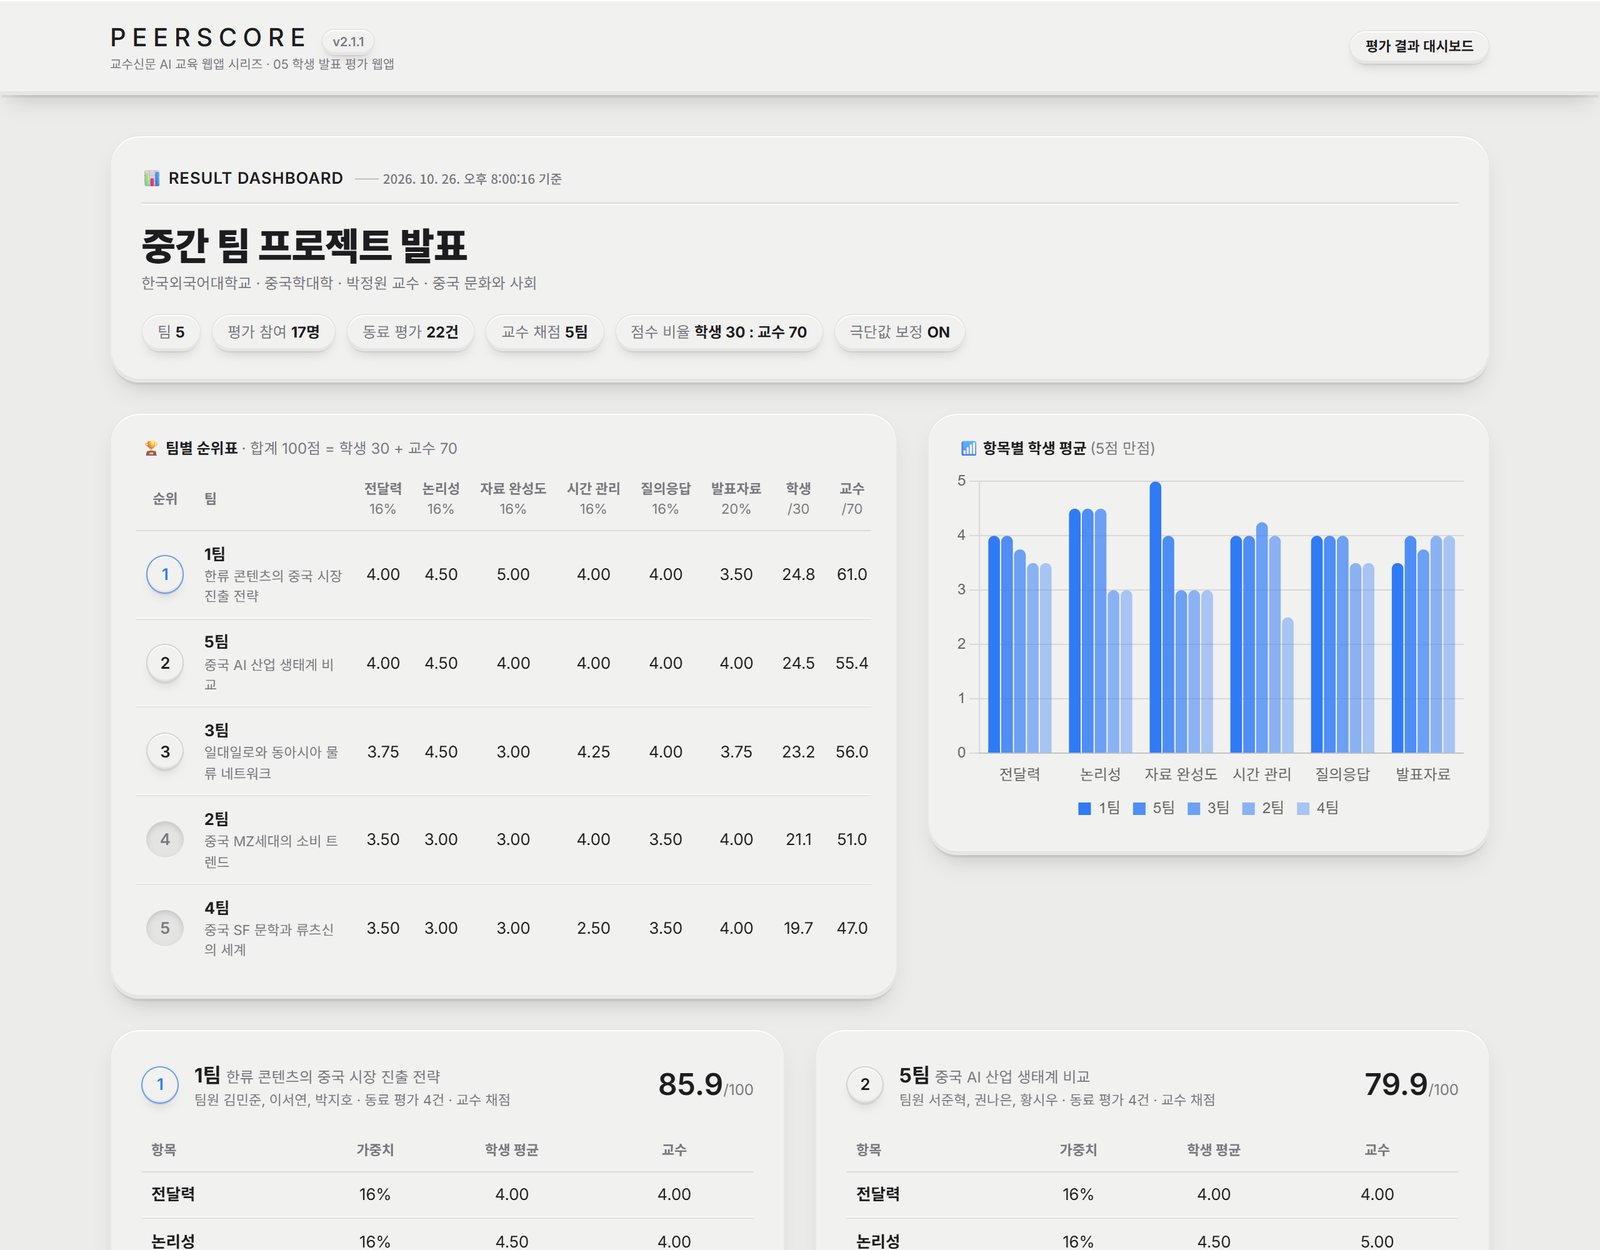 PEERSCORE v2.1.1
교수신문 AI 교육 웹앱 시리즈 · 05 학생 발표 평가 웹앱
평가 결과 대시보드
RESULT DASHBOARD — 2026. 10. 26. 오후 8:00:16 기준
중간 팀 프로젝트 발표
한국외국어대학교 · 중국학대학 · 박정원 교수 · 중국 문화와 사회
팀 5 평가 참여 17명 동료 평가 22건 교수 채점 5팀 점수 비율 학생 30 : 교수 70 극단값 보정 ON
팀별 순위표 · 합계 100점 = 학생 30 + 교수 70
순위 팀 전달력 논리성 자료 완성도 시간 관리 질의응답 발표자료 학생 교수
16% 16% 16% 16% 16% 20% /30 /70
1팀
1 한류 콘텐츠의 중국 시장 4.00 4.50 5.00 4.00 4.00 3.50 24.8 61.0
진출 전략
5팀
2 중국 AI 산업 생태계 비 4.00 4.50 4.00 4.00 4.00 4.00 24.5 55.4
교
3팀
3 일대일로와 동아시아 물 3.75 4.50 3.00 4.25 4.00 3.75 23.2 56.0
류 네트워크
2팀
4 중국 MZ세대의 소비 트 3.50 3.00 3.00 4.00 3.50 4.00 21.1 51.0
렌드
4팀
5 중국 SF 문학과 류츠신 3.50 3.00 3.00 2.50 3.50 4.00 19.7 47.0
의 세계
항목별 학생 평균 (5점 만점)
5
4
3
2
1
0
전달력 논리성 자료 완성도 시간 관리 질의응답 발표자료
1팀 5팀 3팀 2팀 4팀
1 1팀 한류 콘텐츠의 중국 시장 진출 전략 85.9/100
팀원 김민준, 이서연, 박지호 · 동료 평가 4건 · 교수 채점
항목 가중치 학생 평균 교수
전달력 16% 4.00 4.00
논리성 16% 4.50 4.00
2 5팀 중국 AI 산업 생태계 비교 79.9/100
팀원 서준혁, 권나은, 황시우 · 동료 평가 4건 · 교수 채점
항목 가중치 학생 평균 교수
전달력 16% 4.00 4.00
논리성 16% 4.50 5.00